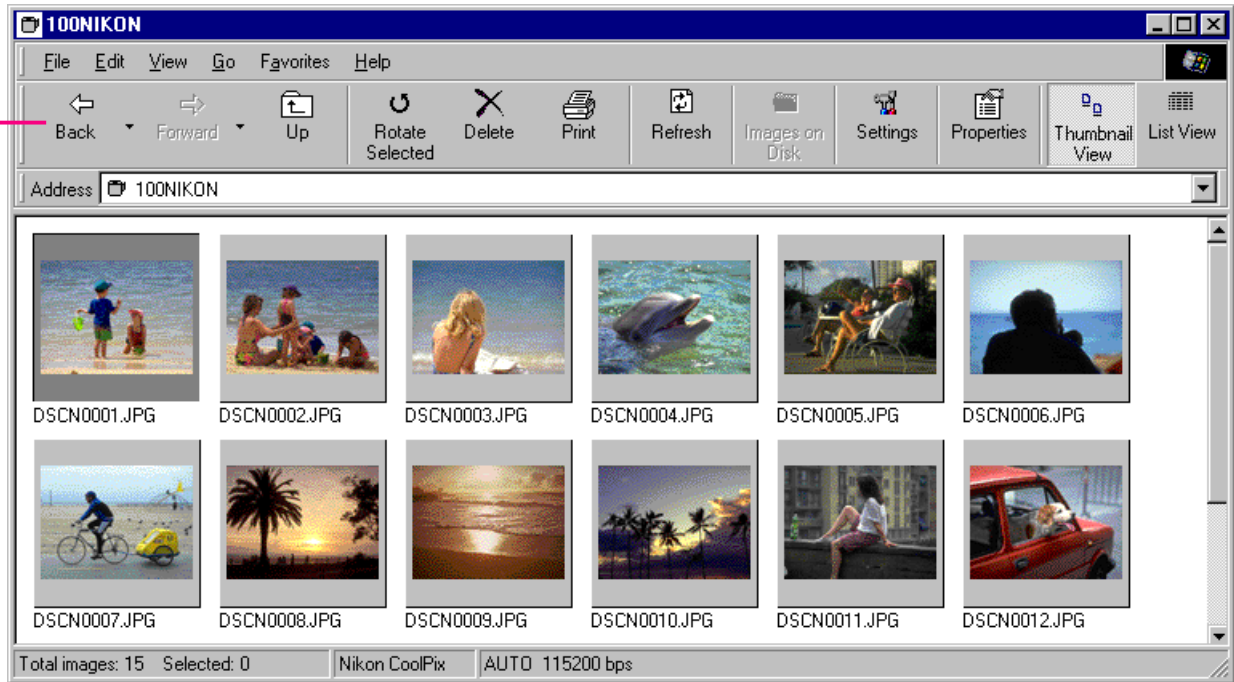 100NIKON
File Edit View Go Favorites Help
Back Forward Up Rotate Selected Delete Print Refresh Images on Disk Settings Properties Thumbnail View List View
Address 100NIKON
DSCN0001.JPG DSCN0002.JPG DSCN0003.JPG DSCN0004.JPG DSCN0005.JPG DSCN0006.JPG
DSCN0007.JPG DSCN0008.JPG DSCN0009.JPG DSCN0010.JPG DSCN0011.JPG DSCN0012.JPG
Total images: 15 Selected: 0 Nikon CoolPix AUTO 115200 bps